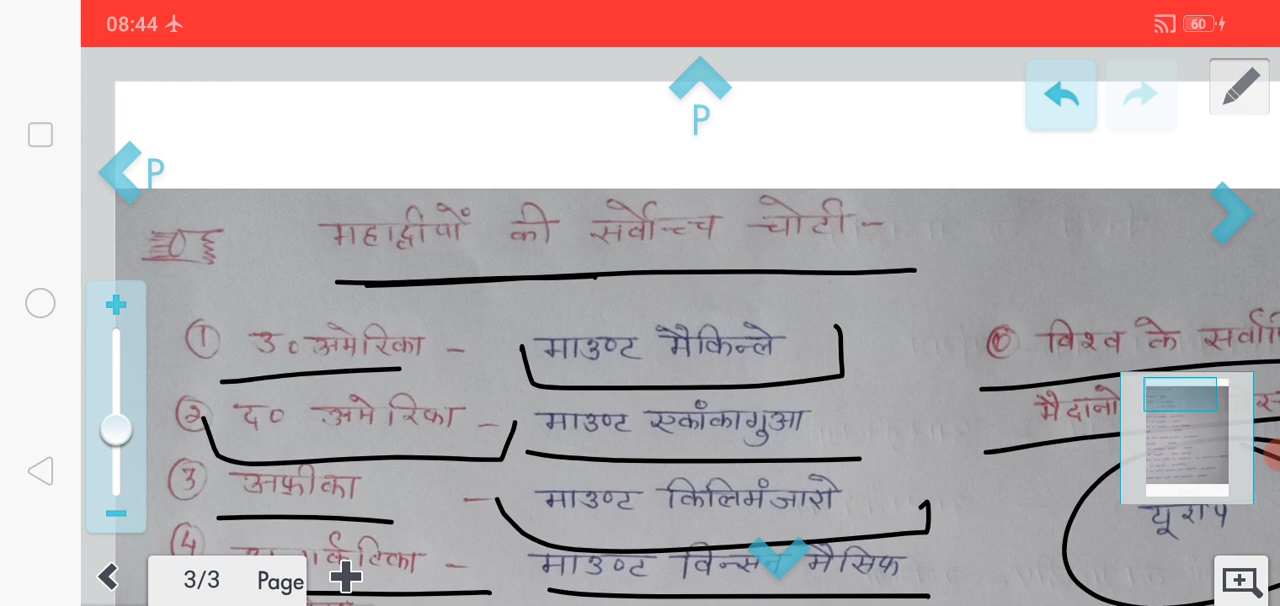 08:44
60
P
P
महाद्वीपों की सर्वोच्च चोटी -
① उ० अमेरिका - माउण्ट मैकिन्ले
② द० अमेरिका - माउण्ट एकांकागुआ
③ अफ्रीका - माउण्ट किलिमंजारो
④ - माउण्ट विन्सन मैसिफ
विश्व के
मैदानो
यूरोप
3/3 Page